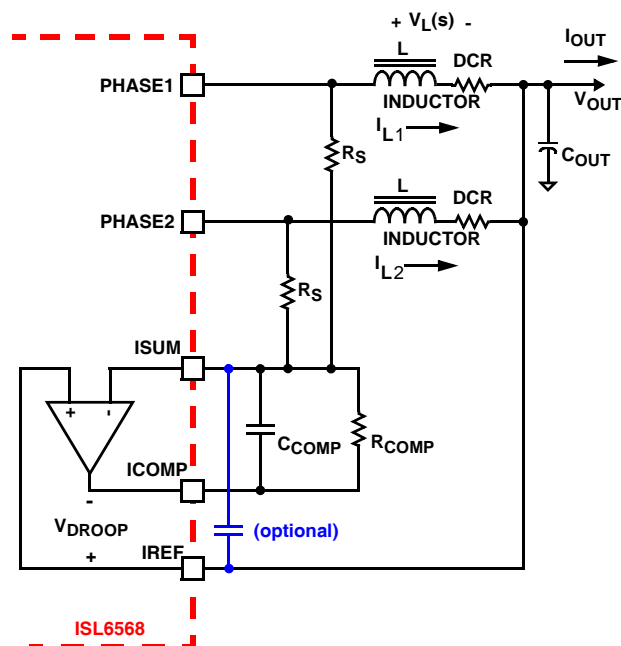 + VL(s) -
IOUT
L
DCR
PHASE1
INDUCTOR
VOUT
IL1
COUT
RS
L
DCR
PHASE2
INDUCTOR
IL2
RS
ISUM
+ -
CCOMP
RCOMP
ICOMP
-
VDROOP
(optional)
+
IREF
ISL6568